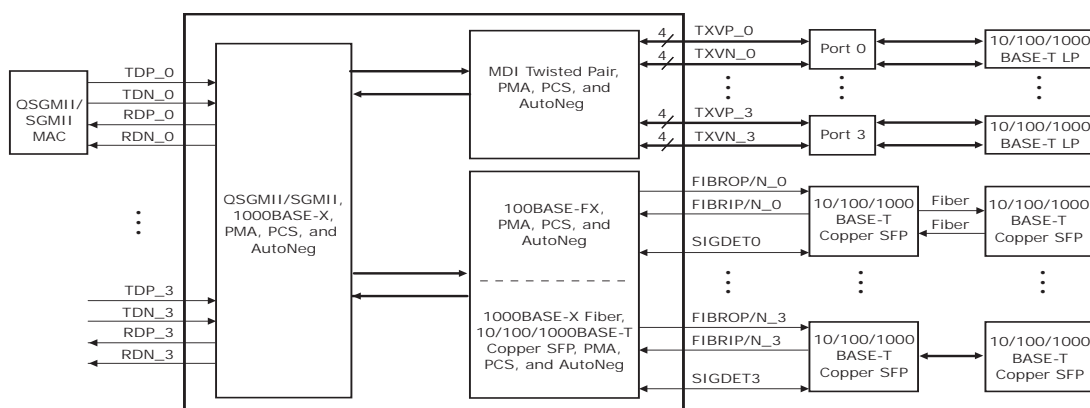 QSGMII/
SGMII
MAC
TDP_0
TDN_0
RDP_0
RDN_0
TDP_3
TDN_3
RDP_3
RDN_3
QSGMII/SGMII,
1000BASE-X,
PMA, PCS, and
AutoNeg
MDI Twisted Pair,
PMA, PCS, and
AutoNeg
100BASE-FX,
PMA, PCS, and
AutoNeg
1000BASE-X Fiber,
10/100/1000BASE-T
Copper SFP, PMA,
PCS, and AutoNeg
4 TXVP_0
4 TXVN_0
4 TXVP_3
4 TXVN_3
Port 0
Port 3
10/100/1000
BASE-T LP
10/100/1000
BASE-T LP
FIBROP/N_0
FIBRIP/N_0
SIGDET0
10/100/1000
BASE-T
Copper SFP
Fiber
Fiber
10/100/1000
BASE-T
Copper SFP
FIBROP/N_3
FIBRIP/N_3
SIGDET3
10/100/1000
BASE-T
Copper SFP
10/100/1000
BASE-T
Copper SFP